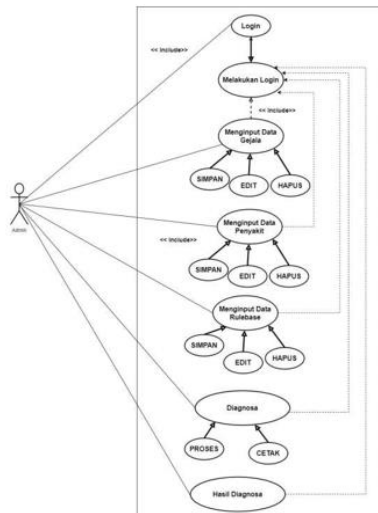 Login
<< Include>>
Melakukan Login
<< Include>>
Menginput Data
Gejala
SIMPAN
EDIT
HAPUS
Admin
Menginput Data
Penyakit
<< Include>>
SIMPAN
EDIT
HAPUS
Menginput Data
Rulebase
SIMPAN
EDIT
HAPUS
Diagnosa
PROSES
CETAK
Hasil Diagnosa